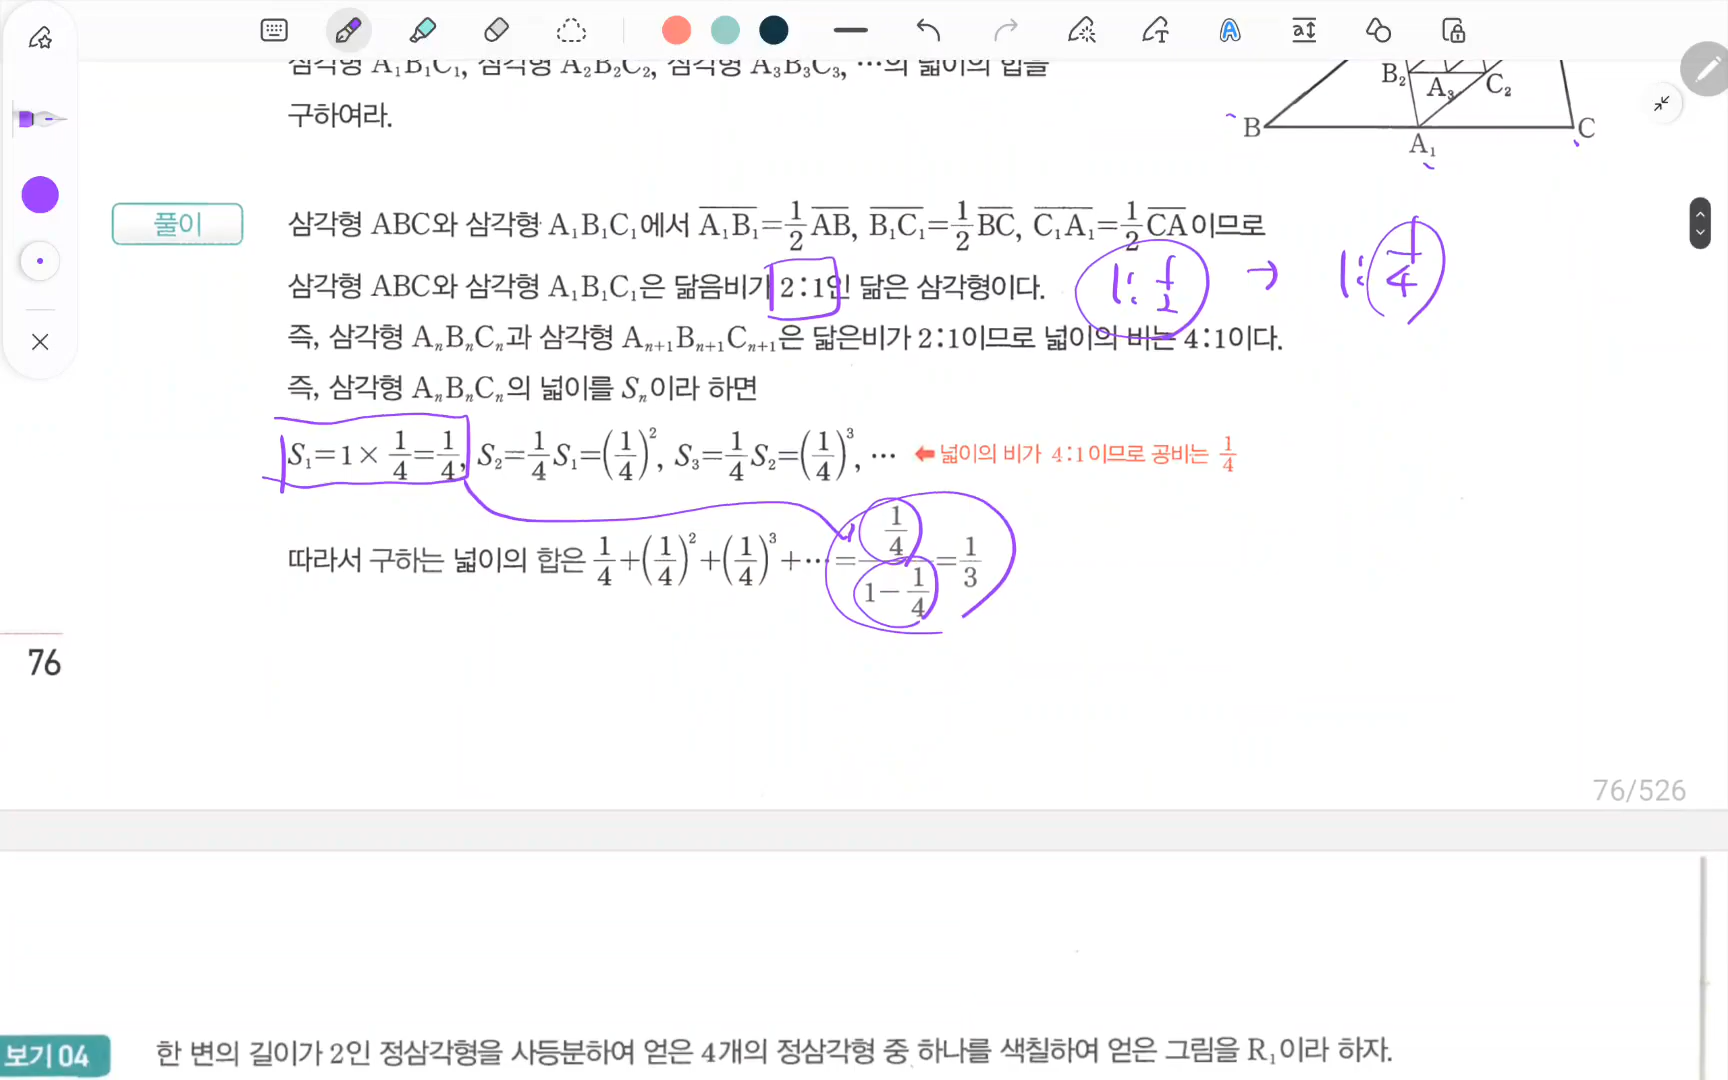 삼각형 A₁B₁C₁, 삼각형 A₂B₂C₂, 삼각형 A₃B₃C₃, …의 넓이의 합을
구하여라.
B₂ A₃ C₂
B A₁ C
풀이
삼각형 ABC와 삼각형 A₁B₁C₁에서 A₁B₁=1/2 AB, B₁C₁=1/2 BC, C₁A₁=1/2 CA이므로
삼각형 ABC와 삼각형 A₁B₁C₁은 닮음비가 2:1인 닮은 삼각형이다.
1:1/2 → 1:1/4
즉, 삼각형 AₙBₙCₙ과 삼각형 Aₙ₊₁Bₙ₊₁Cₙ₊₁은 닮은비가 2:1이므로 넓이의 비는 4:1이다.
즉, 삼각형 AₙBₙCₙ의 넓이를 Sₙ이라 하면
S₁=1×1/4=1/4, S₂=1/4 S₁=(1/4)², S₃=1/4 S₂=(1/4)³, … ← 넓이의 비가 4:1이므로 공비는 1/4
따라서 구하는 넓이의 합은 1/4+(1/4)²+(1/4)³+…=(1/4)/(1−1/4)=1/3
76
76/526
보기 04 한 변의 길이가 2인 정삼각형을 사등분하여 얻은 4개의 정삼각형 중 하나를 색칠하여 얻은 그림을 R₁이라 하자.